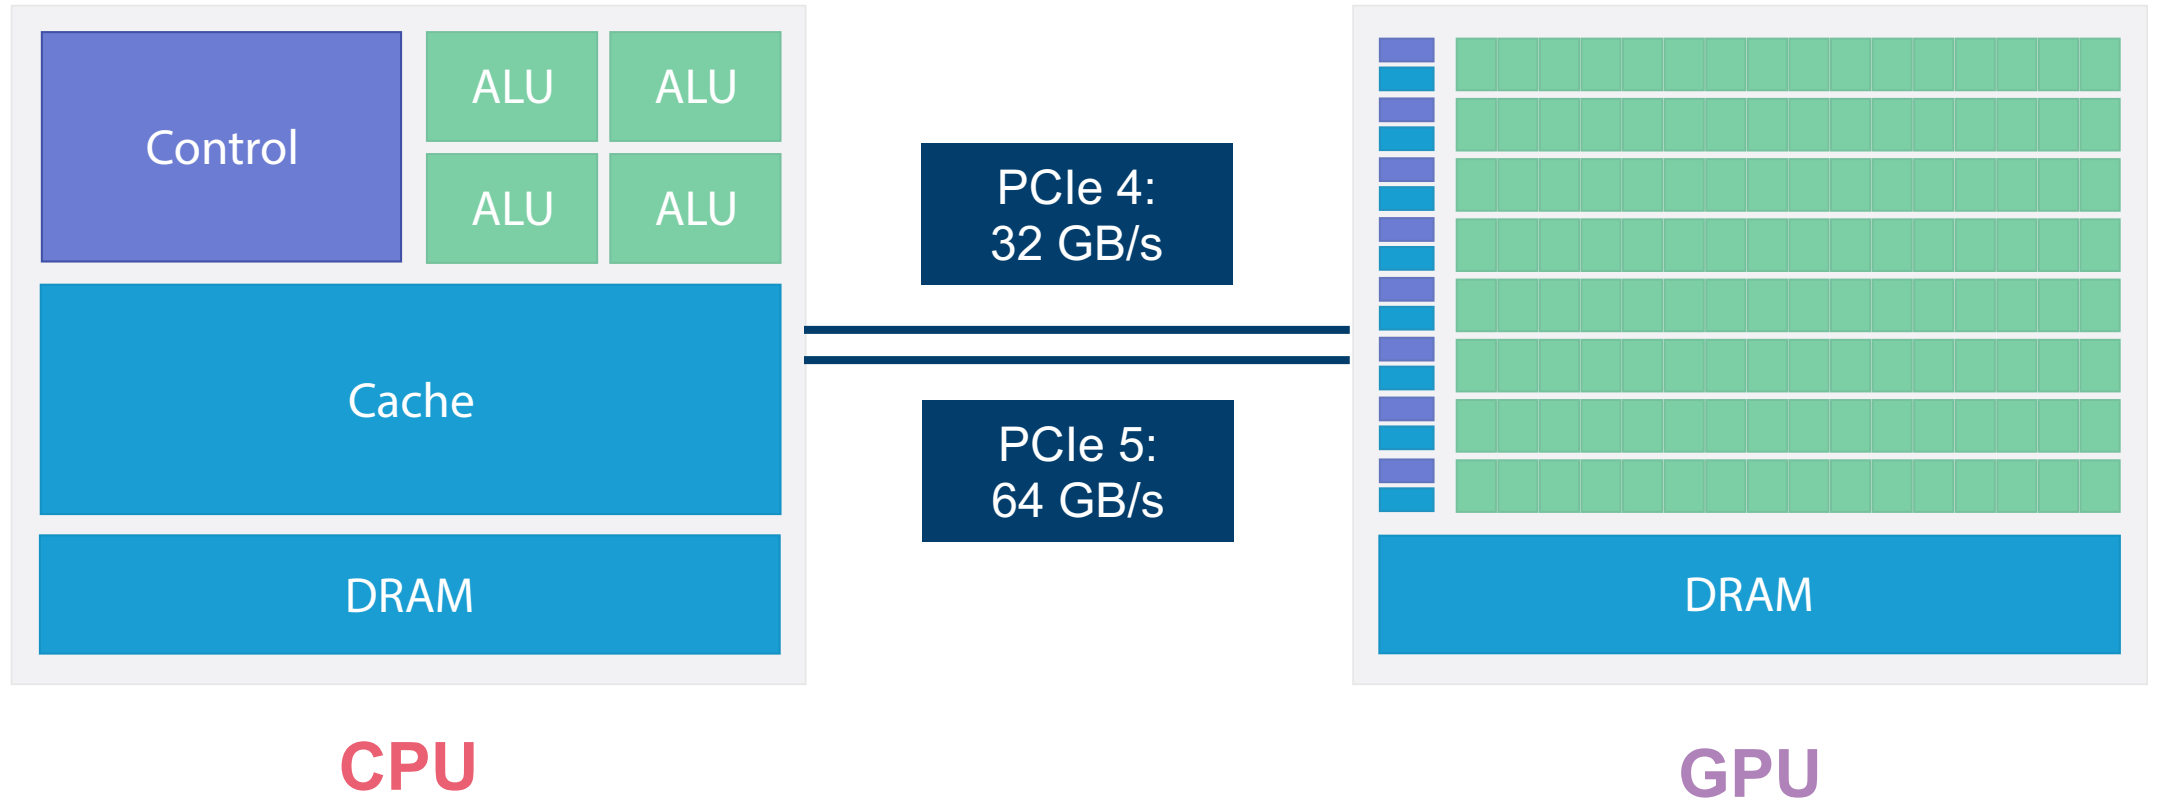 Control
ALU
ALU
ALU
ALU
Cache
DRAM
CPU
PCIe 4:
32 GB/s
PCIe 5:
64 GB/s
DRAM
GPU